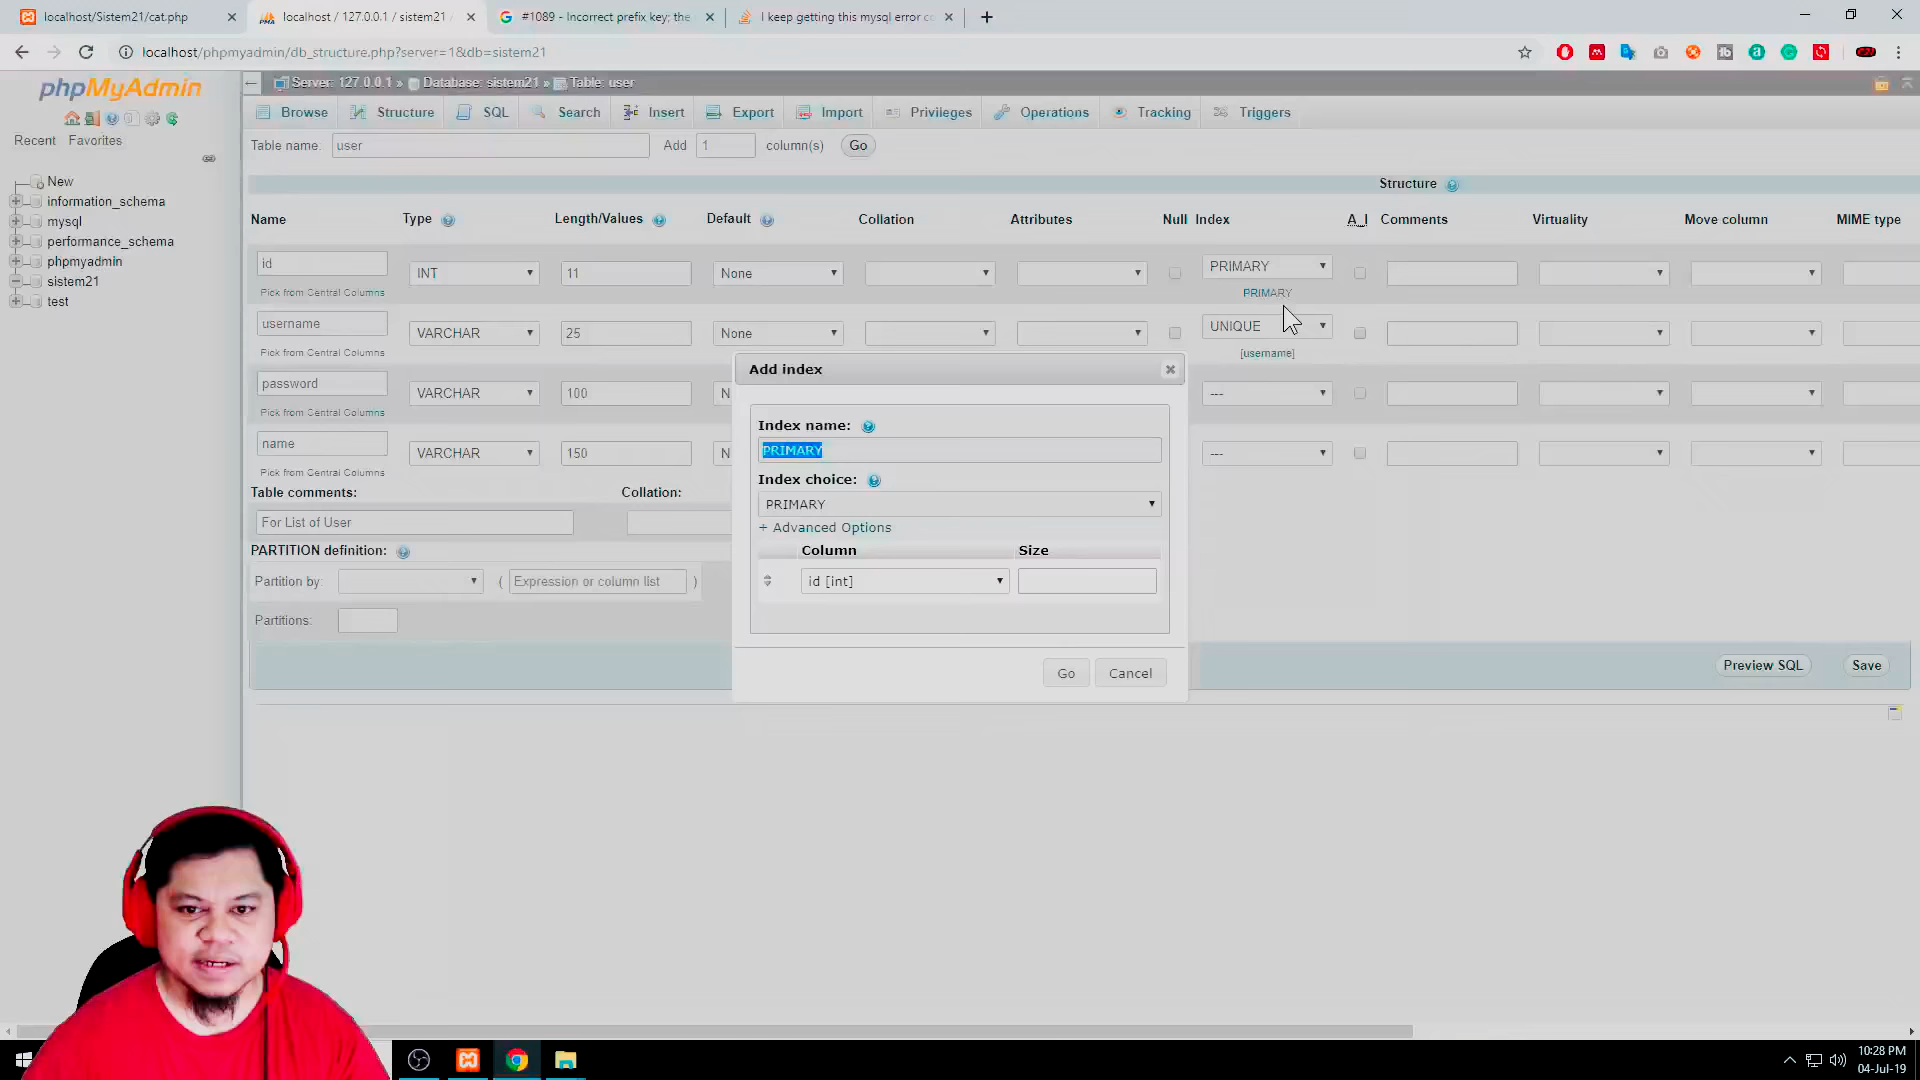 localhost/Sistem21/cat.php
localhost / 127.0.0.1 / sistem21
#1089 - Incorrect prefix key; the
I keep getting this mysql error c
localhost/phpmyadmin/db_structure.php?server=1&db=sistem21
phpMyAdmin
Server: 127.0.0.1 » Database: sistem21 » Table: user
Browse Structure SQL Search Insert Export Import Privileges Operations Tracking Triggers
Recent Favorites
Table name: user Add 1 column(s) Go
New
information_schema
mysql
performance_schema
phpmyadmin
sistem21
test
Structure
Name Type Length/Values Default Collation Attributes Null Index A_I Comments Virtuality Move column MIME type
id INT 11 None PRIMARY
Pick from Central Columns PRIMARY
username VARCHAR 25 None UNIQUE
Pick from Central Columns [username]
password VARCHAR 100 N ---
Pick from Central Columns
name VARCHAR 150 N ---
Pick from Central Columns
Table comments: Collation:
For List of User
PARTITION definition:
Partition by: ( Expression or column list )
Partitions:
Preview SQL Save
Add index
Index name:
PRIMARY
Index choice:
PRIMARY
+ Advanced Options
Column Size
id [int]
Go Cancel
10:28 PM
04-Jul-19